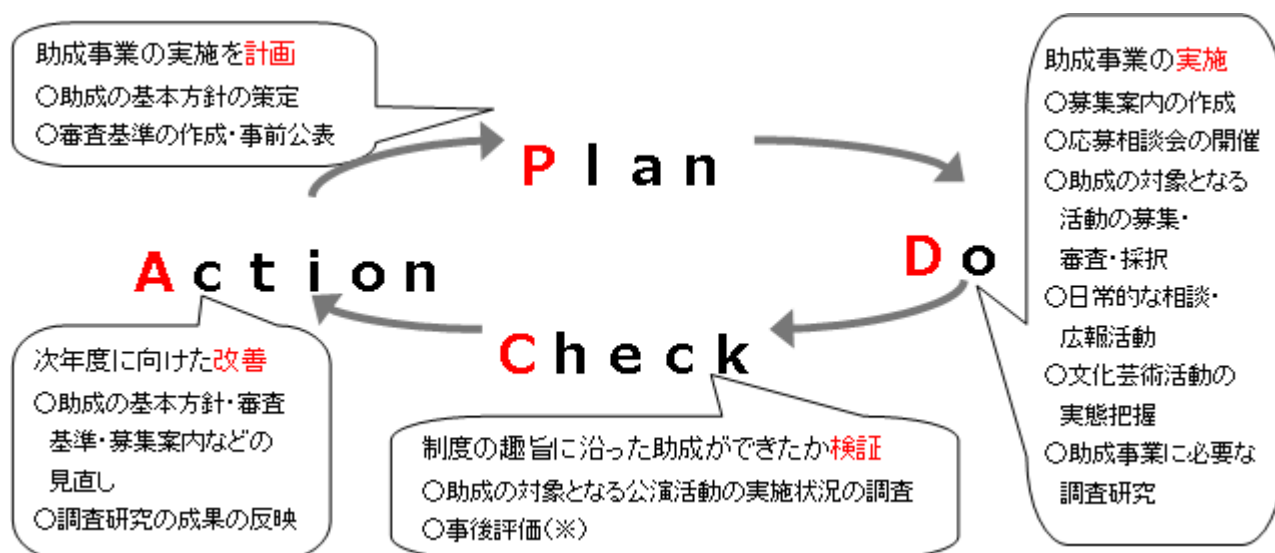 助成事業の実施を計画
○助成の基本方針の策定
○審査基準の作成・事前公表
Plan
助成事業の実施
○募集案内の作成
○応募相談会の開催
○助成の対象となる
活動の募集・
審査・採択
○日常的な相談・
広報活動
○文化芸術活動の
実態把握
○助成事業に必要な
調査研究
Do
Check
制度の趣旨に沿った助成ができたか検証
○助成の対象となる公演活動の実施状況の調査
○事後評価(※)
Action
次年度に向けた改善
○助成の基本方針・審査
基準・募集案内などの
見直し
○調査研究の成果の反映